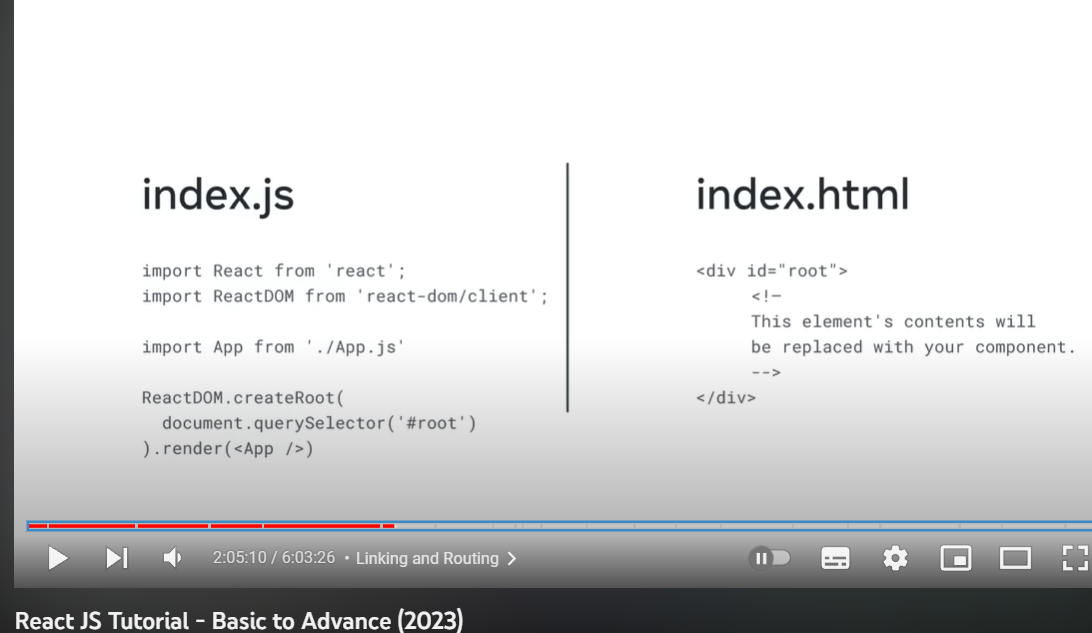 index.js
import React from 'react';
import ReactDOM from 'react-dom/client';
import App from './App.js'
ReactDOM.createRoot(
document.querySelector('#root')
).render(<App />)
index.html
<div id="root">
<!—
This element's contents will
be replaced with your component.
-->
</div>
2:05:10 / 6:03:26 • Linking and Routing >
React JS Tutorial - Basic to Advance (2023)